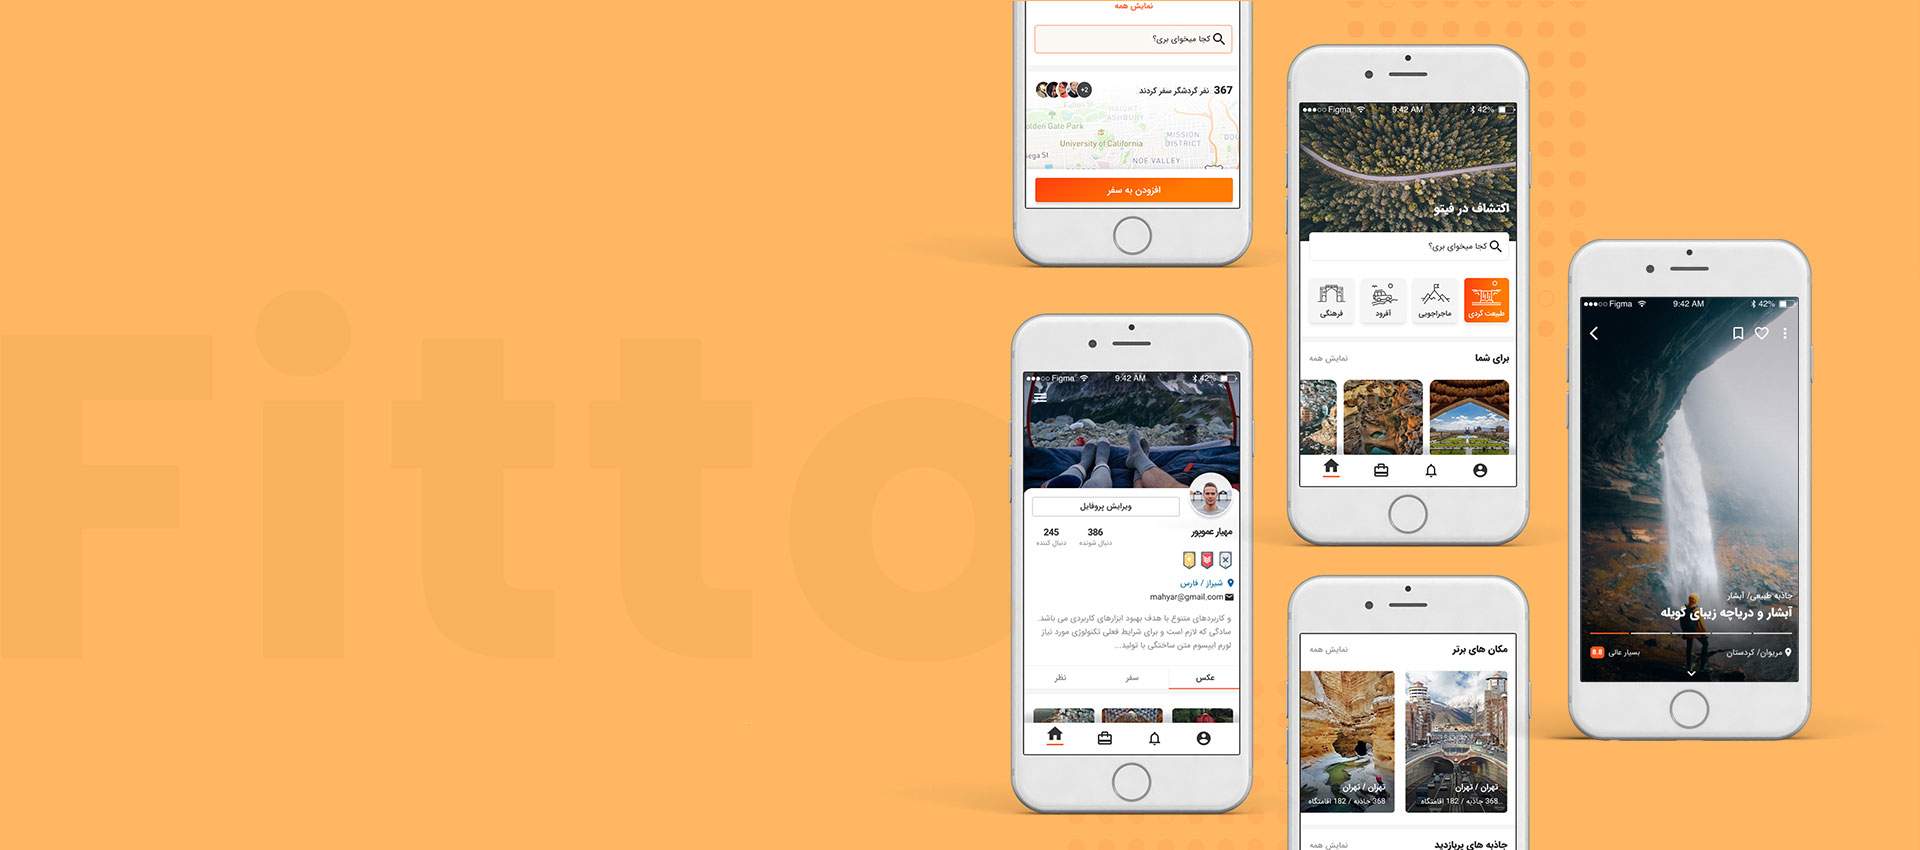 Fitto
نمایش همه
کجا میخوای بری؟
367 نفر گردشگر سفر کردند
+2
HAIGHT-ASHBURY
Golden Gate Park
MISSION DISTRICT
University of California
NOE VALLEY
افزودن به سفر
Figma 9:42 AM 42%
ویرایش پروفایل
مهیار عموپور
386 245
دنبال شونده دنبال کننده
شیراز / فارس
mahyar@gmail.com
و کاربردهای متنوع با هدف بهبود ابزارهای کاربردی می باشد.
سادگی که لازم است و برای شرایط فعلی تکنولوژی مورد نیاز
لورم ایپسوم متن ساختگی با تولید...
عکس سفر نظر
Figma 9:42 AM 42%
اکتشاف در فیتو
کجا میخوای بری؟
طبیعت گردی ماجراجویی آفرود فرهنگی
برای شما نمایش همه
مکان های برتر نمایش همه
تهران / تهران
368 جاذبه / 182 اقامتگاه
تهران / تهران
368 جاذبه / 182 اقامتگاه
جاذبه های پربازدید نمایش همه
Figma 9:42 AM 42%
جاذبه طبیعی/ آبشار
آبشار و دریاچه زیبای گویله
مریوان/ کردستان
بسیار عالی 8.8